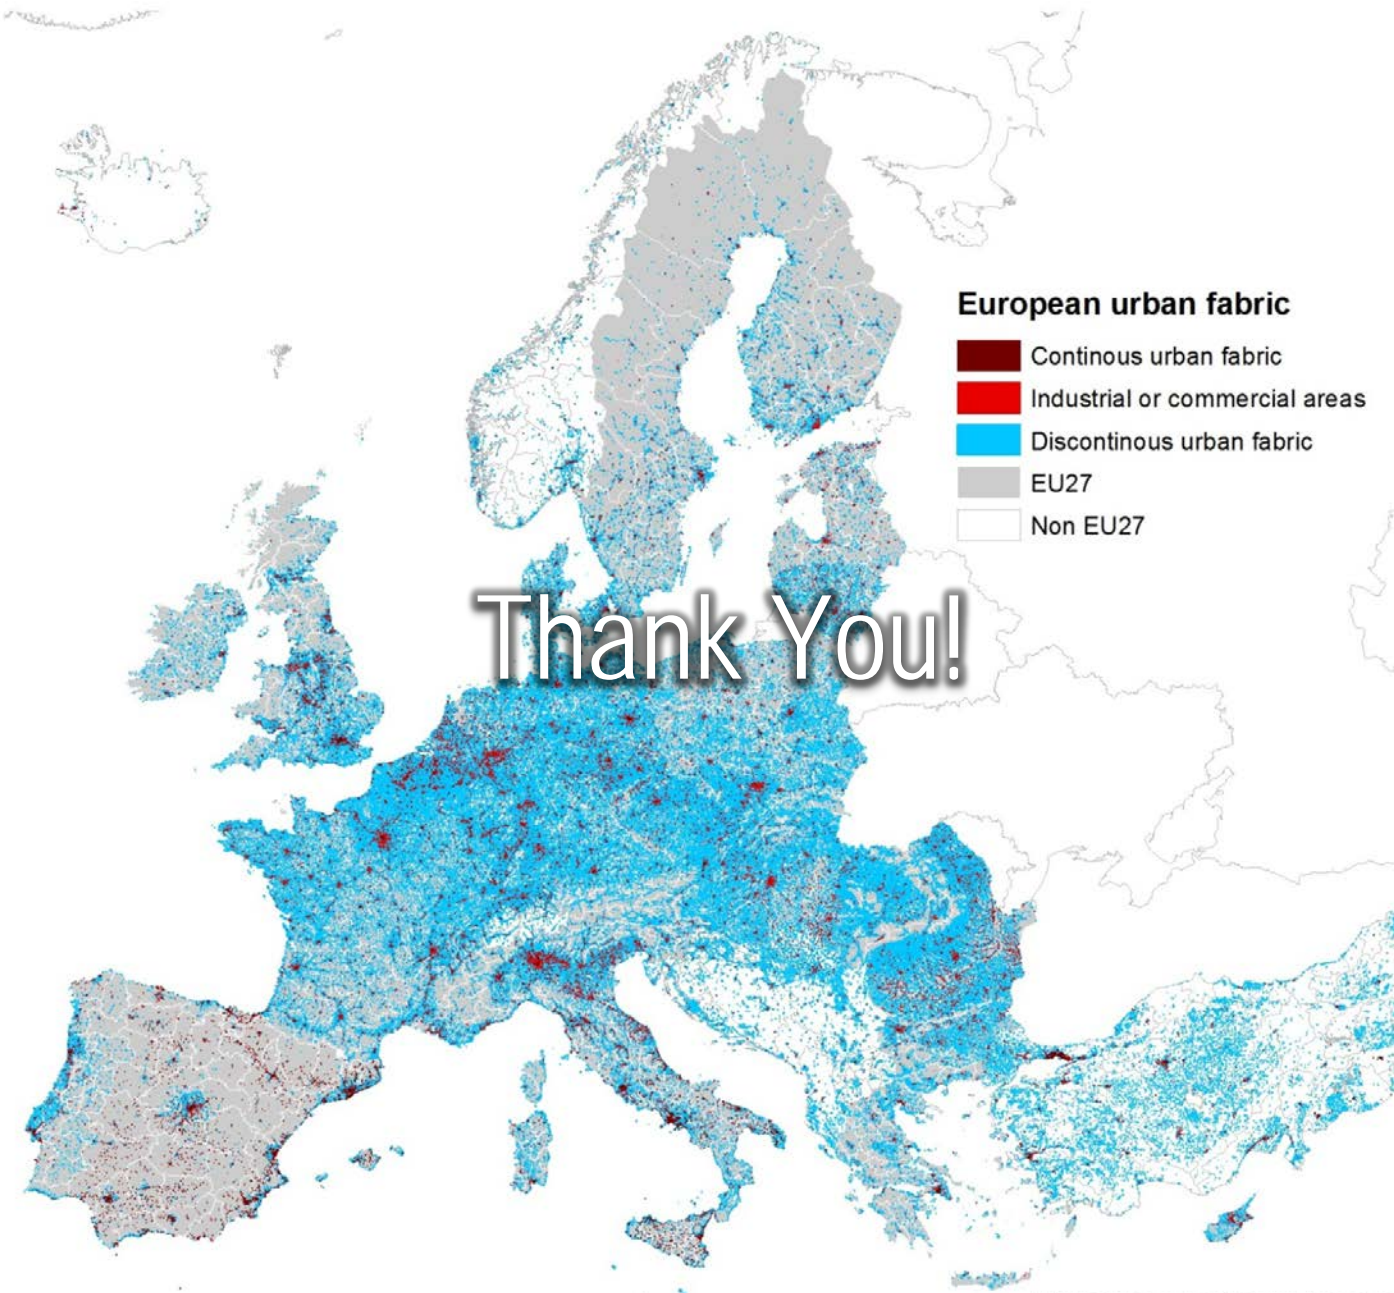 European urban fabric
Continous urban fabric
Industrial or commercial areas
Discontinous urban fabric
EU27
Non EU27
Thank You!